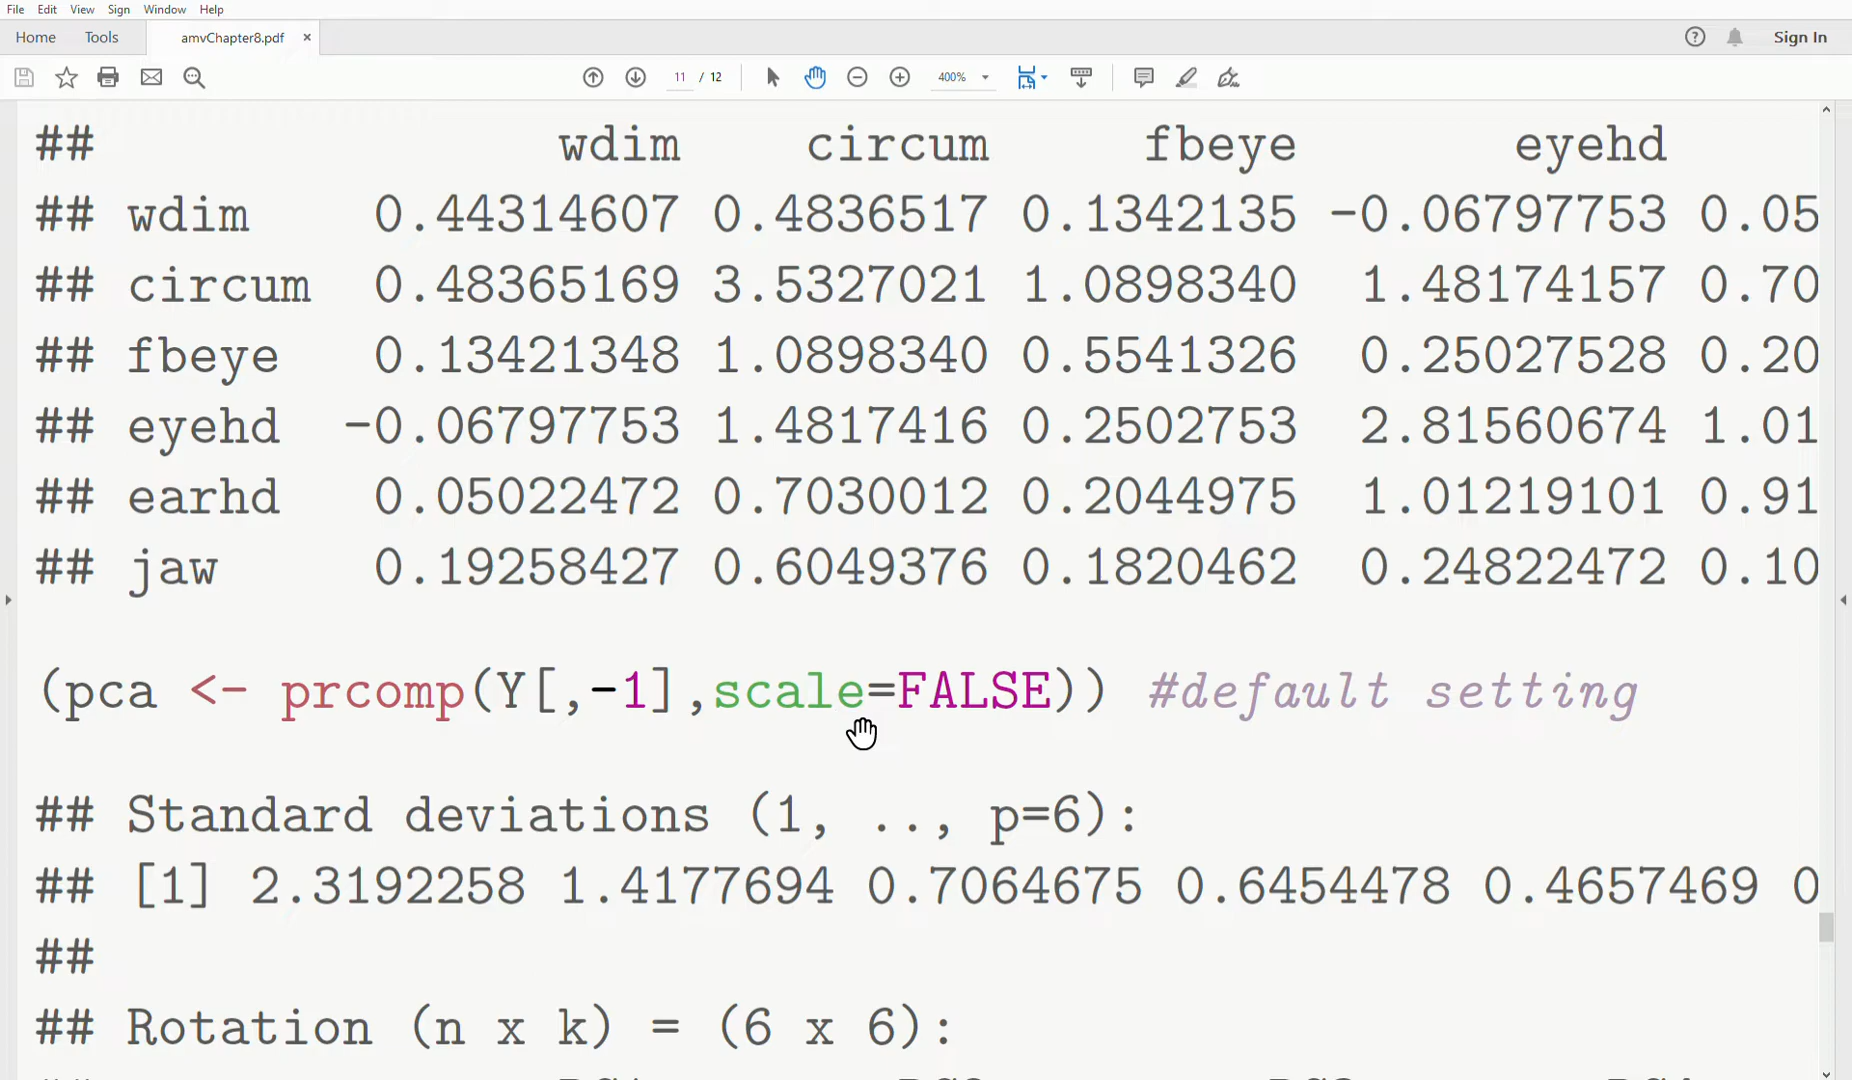 File Edit View Sign Window Help
Home Tools amvChapter8.pdf × Sign In
11 / 12 400%
## wdim circum fbeye eyehd
## wdim 0.44314607 0.4836517 0.1342135 -0.06797753 0.05
## circum 0.48365169 3.5327021 1.0898340 1.48174157 0.70
## fbeye 0.13421348 1.0898340 0.5541326 0.25027528 0.20
## eyehd -0.06797753 1.4817416 0.2502753 2.81560674 1.01
## earhd 0.05022472 0.7030012 0.2044975 1.01219101 0.91
## jaw 0.19258427 0.6049376 0.1820462 0.24822472 0.10
(pca <- prcomp(Y[,-1],scale=FALSE)) #default setting
## Standard deviations (1, .., p=6):
## [1] 2.3192258 1.4177694 0.7064675 0.6454478 0.4657469 0
##
## Rotation (n x k) = (6 x 6):